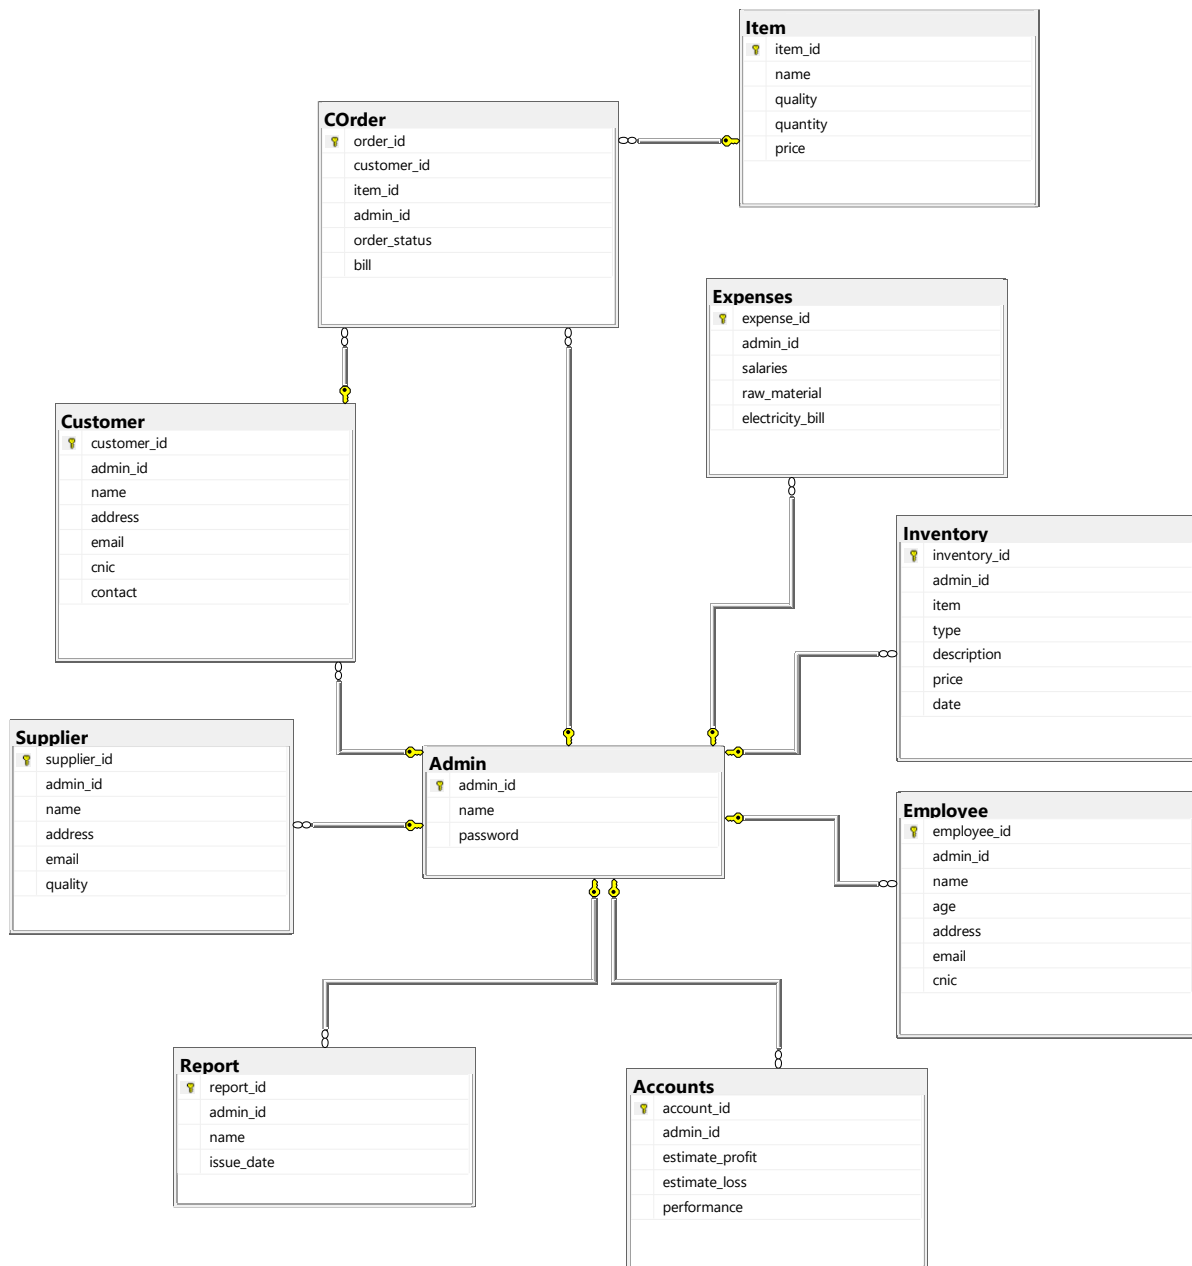 Item
item_id
name
quality
quantity
price
COrder
order_id
customer_id
item_id
admin_id
order_status
bill
Expenses
expense_id
admin_id
salaries
raw_material
electricity_bill
Customer
customer_id
admin_id
name
address
email
cnic
contact
Inventory
inventory_id
admin_id
item
type
description
price
date
Supplier
supplier_id
admin_id
name
address
email
quality
Admin
admin_id
name
password
Employee
employee_id
admin_id
name
age
address
email
cnic
Report
report_id
admin_id
name
issue_date
Accounts
account_id
admin_id
estimate_profit
estimate_loss
performance